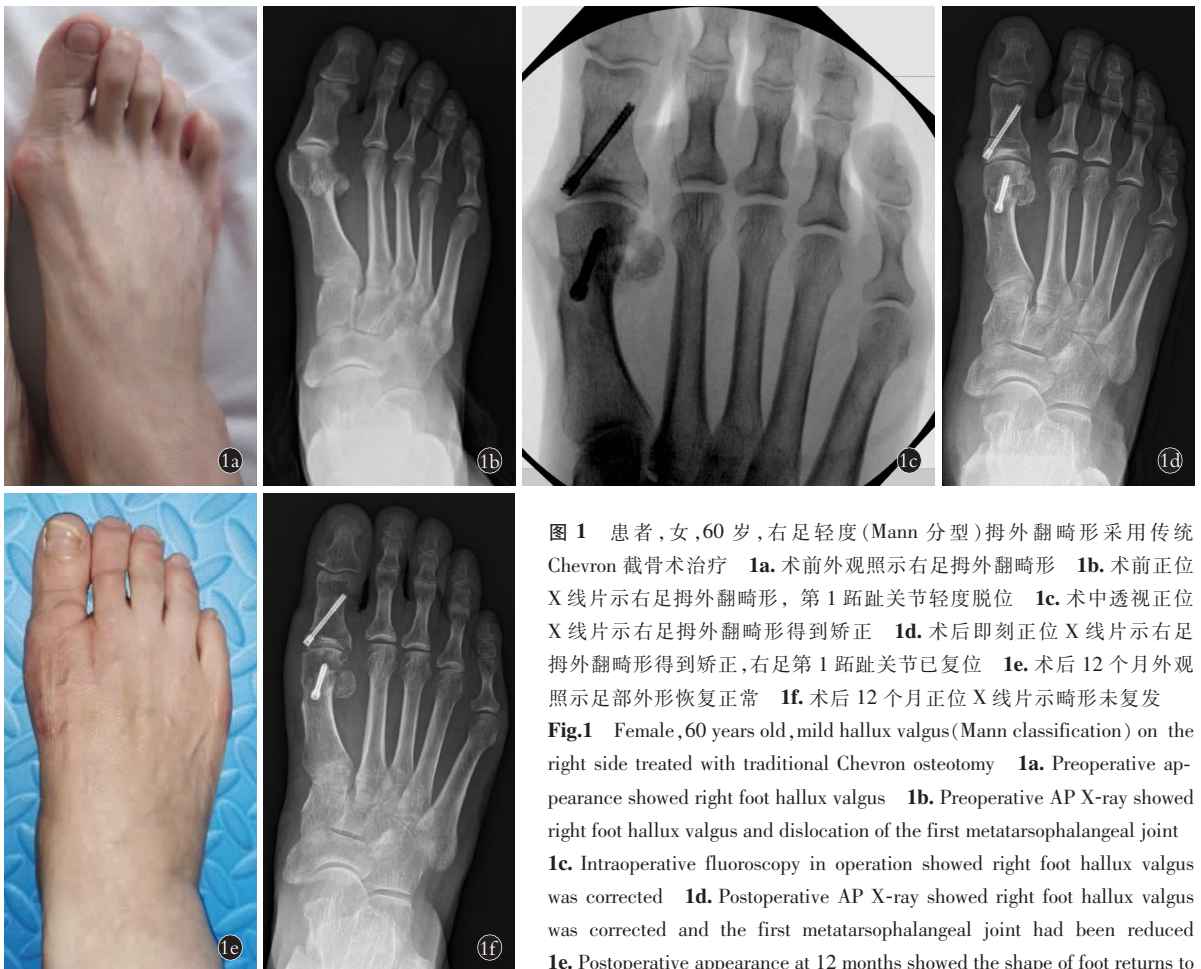 1a
1b
1c
1d
1e
1f
图 1 患者,女,60 岁,右足轻度(Mann 分型)拇外翻畸形采用传统
Chevron 截骨术治疗 1a. 术前外观照示右足拇外翻畸形 1b. 术前正位
X 线片示右足拇外翻畸形, 第 1 跖趾关节轻度脱位 1c. 术中透视正位
X 线片示右足拇外翻畸形得到矫正 1d. 术后即刻正位 X 线片示右足
拇外翻畸形得到矫正,右足第 1 跖趾关节已复位 1e. 术后 12 个月外观
照示足部外形恢复正常 1f. 术后 12 个月正位 X 线片示畸形未复发
Fig.1 Female,60 years old,mild hallux valgus(Mann classification) on the
right side treated with traditional Chevron osteotomy 1a. Preoperative ap-
pearance showed right foot hallux valgus 1b. Preoperative AP X-ray showed
right foot hallux valgus and dislocation of the first metatarsophalangeal joint
1c. Intraoperative fluoroscopy in operation showed right foot hallux valgus
was corrected 1d. Postoperative AP X-ray showed right foot hallux valgus
was corrected and the first metatarsophalangeal joint had been reduced
1e. Postoperative appearance at 12 months showed the shape of foot returns to